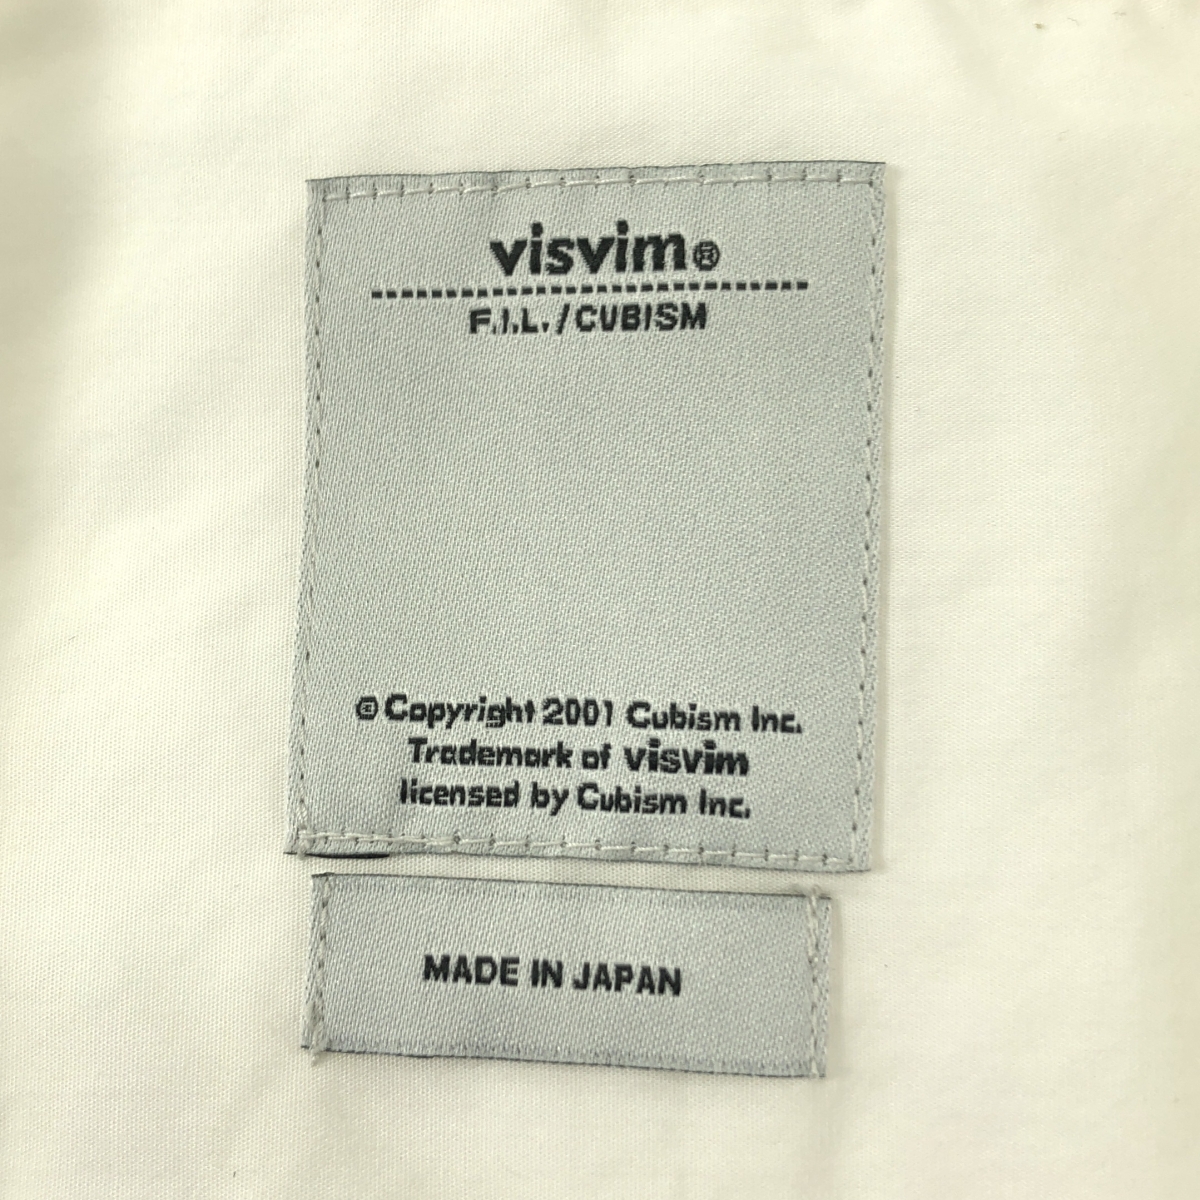 visvim®
F.I.L./CUBISM
© Copyright 2001 Cubism Inc.
Trademark of visvim
licensed by Cubism Inc.
MADE IN JAPAN